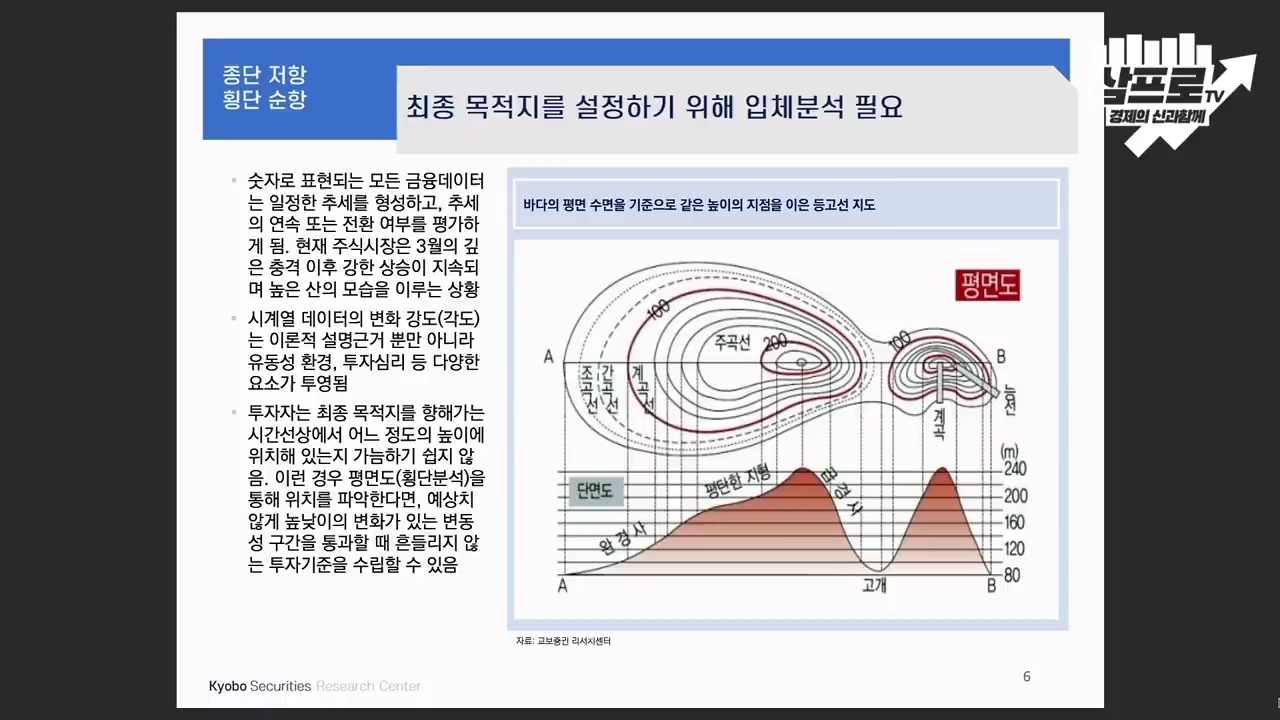 종단 저항
횡단 순항
최종 목적지를 설정하기 위해 입체분석 필요
삼프로TV
경제의 신과함께
숫자로 표현되는 모든 금융데이터
는 일정한 추세를 형성하고, 추세
의 연속 또는 전환 여부를 평가하
게 됨. 현재 주식시장은 3월의 깊
은 충격 이후 강한 상승이 지속되
며 높은 산의 모습을 이루는 상황
시계열 데이터의 변화 강도(각도)
는 이론적 설명근거 뿐만 아니라
유동성 환경, 투자심리 등 다양한
요소가 투영됨
투자자는 최종 목적지를 향해가는
시간선상에서 어느 정도의 높이에
위치해 있는지 가늠하기 쉽지 않
음. 이런 경우 평면도(횡단분석)을
통해 위치를 파악한다면, 예상치
않게 높낮이의 변화가 있는 변동
성 구간을 통과할 때 흔들리지 않
는 투자기준을 수립할 수 있음
바다의 평면 수면을 기준으로 같은 높이의 지점을 이은 등고선 지도
평면도
100
주곡선
200
100
A
B
조곡선
간곡선
계곡선
계곡
능선
(m)
240
200
160
120
80
단면도
완경사
평탄한 지형
급경사
A
고개
B
자료: 교보증권 리서치센터
Kyobo Securities Research Center
6